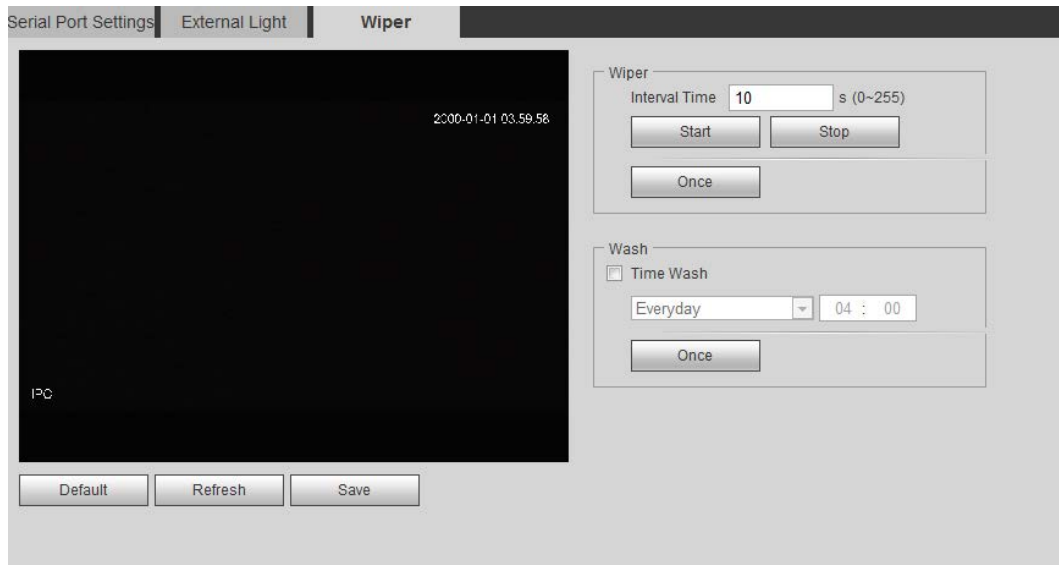 Serial Port Settings External Light Wiper
2000-01-01 03:59:58
IPC
Default Refresh Save
Wiper
Interval Time 10 s (0~255)
Start Stop
Once
Wash
Time Wash
Everyday 04 : 00
Once